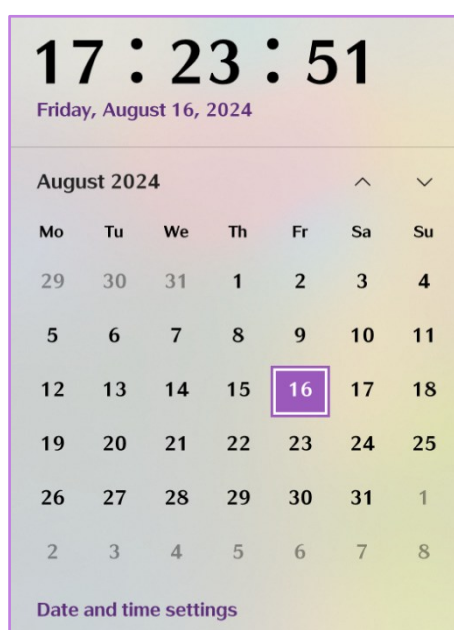 17:23:51
Friday, August 16, 2024
August 2024
Mo Tu We Th Fr Sa Su
29 30 31 1 2 3 4
5 6 7 8 9 10 11
12 13 14 15 16 17 18
19 20 21 22 23 24 25
26 27 28 29 30 31 1
2 3 4 5 6 7 8
Date and time settings